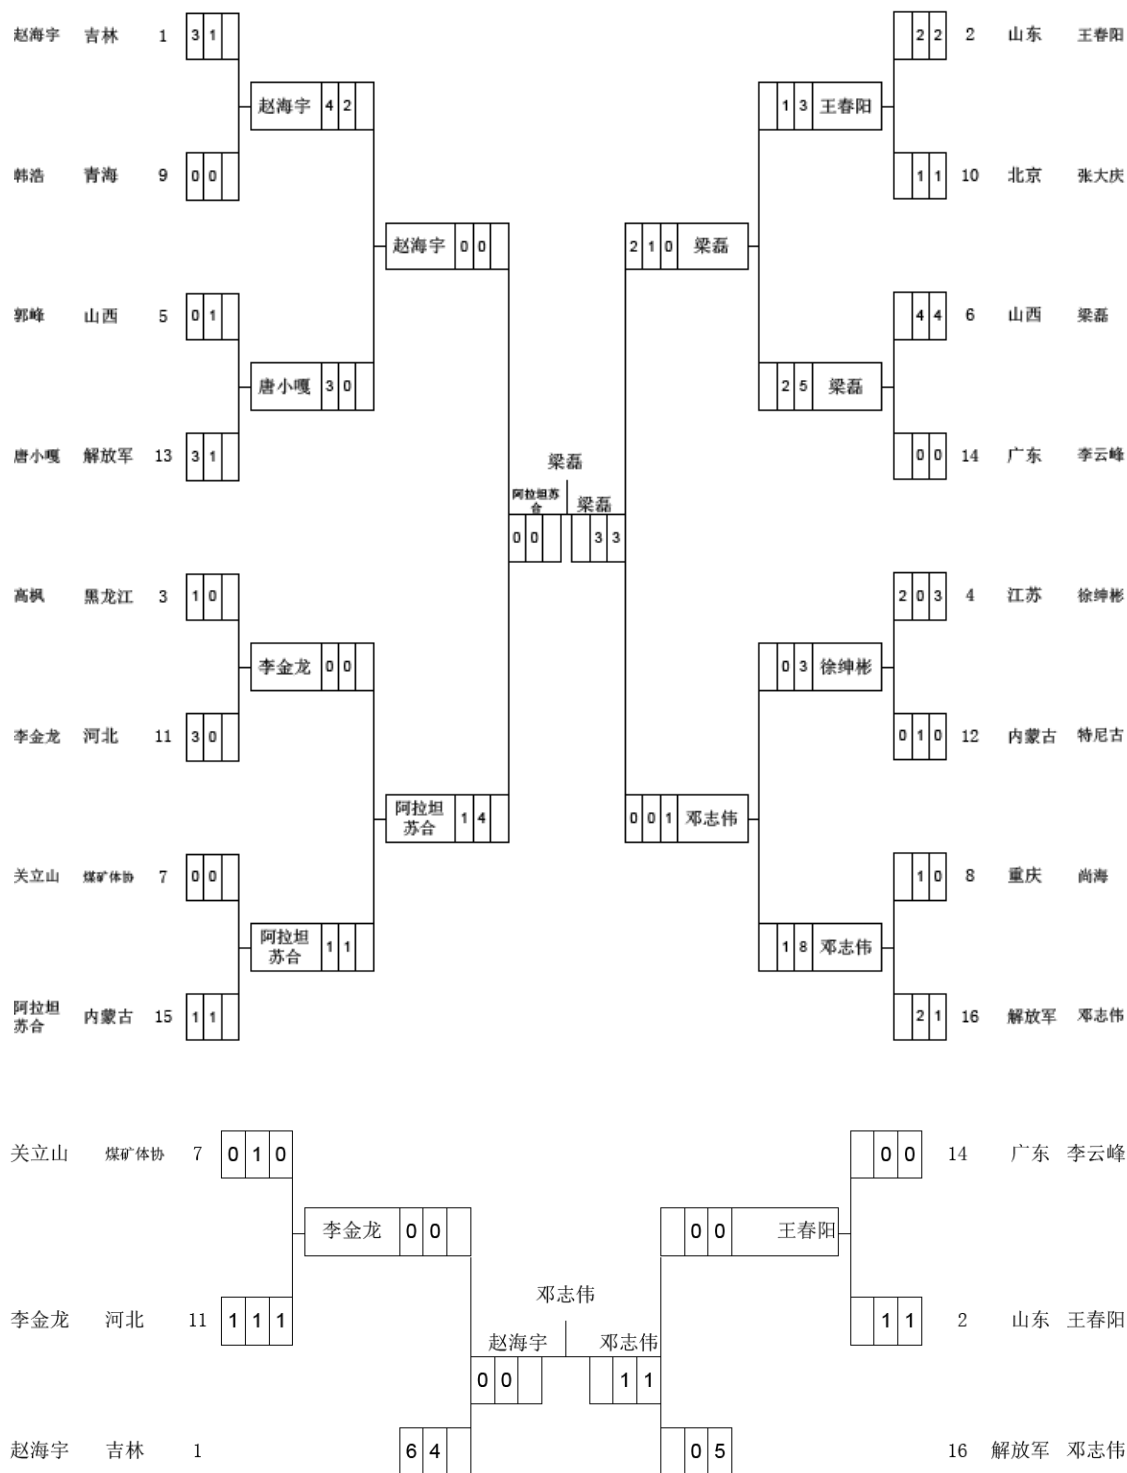 赵海宇 吉林 1 3 1
2 2 2 山东 王春阳
赵海宇 4 2
1 3 王春阳
韩浩 青海 9 0 0
1 1 10 北京 张大庆
赵海宇 0 0
2 1 0 梁磊
郭峰 山西 5 0 1
4 4 6 山西 梁磊
唐小嘎 3 0
2 5 梁磊
唐小嘎 解放军 13 3 1
0 0 14 广东 李云峰
梁磊
阿拉坦苏
合
梁磊
0 0
3 3
高枫 黑龙江 3 1 0
2 0 3 4 江苏 徐绅彬
李金龙 0 0
0 3 徐绅彬
李金龙 河北 11 3 0
0 1 0 12 内蒙古 特尼古
阿拉坦
苏合
1 4
0 0 1 邓志伟
关立山 煤矿体协 7 0 0
1 0 8 重庆 尚海
阿拉坦
苏合
1 1
1 8 邓志伟
阿拉坦
苏合
内蒙古 15 1 1
2 1 16 解放军 邓志伟
关立山 煤矿体协 7 0 1 0
0 0 14 广东 李云峰
李金龙 0 0
0 0 王春阳
邓志伟
李金龙 河北 11 1 1 1
1 1 2 山东 王春阳
赵海宇 邓志伟
0 0
1 1
赵海宇 吉林 1 6 4
0 5 16 解放军 邓志伟